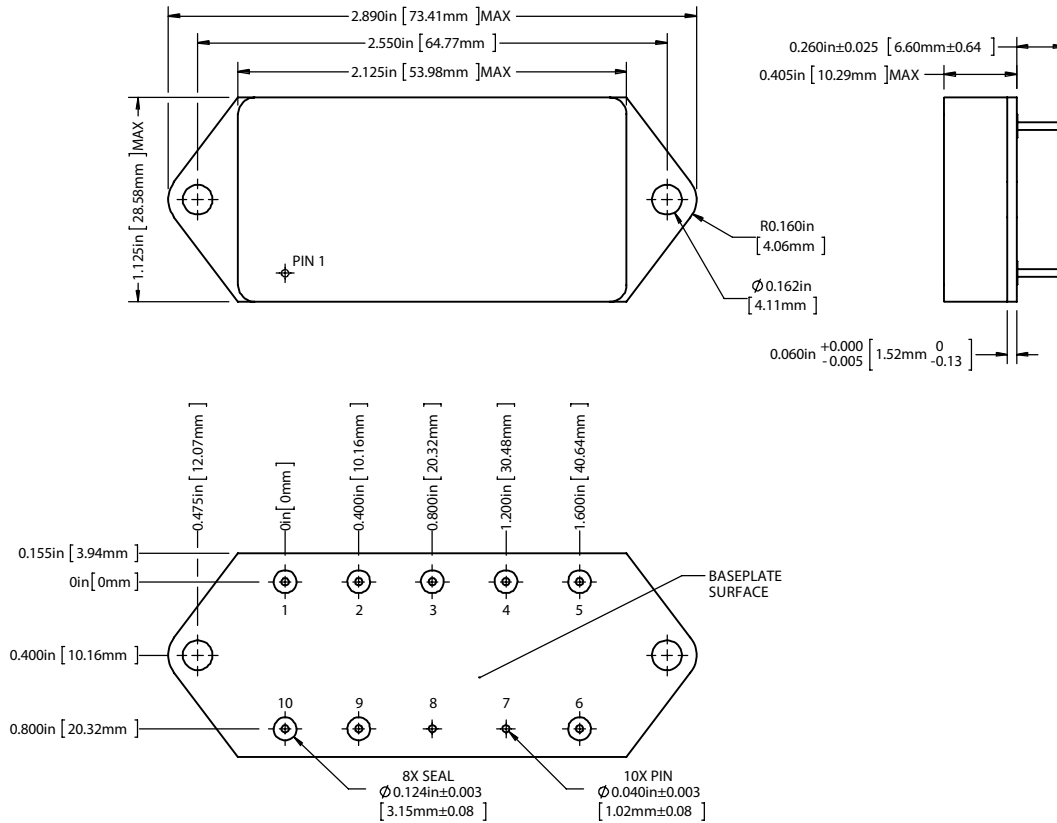 2.890in [ 73.41mm ]MAX
2.550in [ 64.77mm ]
2.125in [ 53.98mm ]MAX
1.125in [ 28.58mm ]MAX
PIN 1
R0.160in
[ 4.06mm ]
Ø 0.162in
[ 4.11mm ]
0.260in±0.025 [ 6.60mm±0.64 ]
0.405in [ 10.29mm ]MAX
0.060in +0.000 -0.005 [ 1.52mm 0 -0.13 ]
0.475in [ 12.07mm ]
0in [ 0mm ]
0.400in [ 10.16mm ]
0.800in [ 20.32mm ]
1.200in [ 30.48mm ]
1.600in [ 40.64mm ]
0.155in [ 3.94mm ]
0in [ 0mm ]
0.400in [ 10.16mm ]
0.800in [ 20.32mm ]
1 2 3 4 5
BASEPLATE
SURFACE
10 9 8 7 6
8X SEAL
Ø 0.124in±0.003
[ 3.15mm±0.08 ]
10X PIN
Ø 0.040in±0.003
[ 1.02mm±0.08 ]